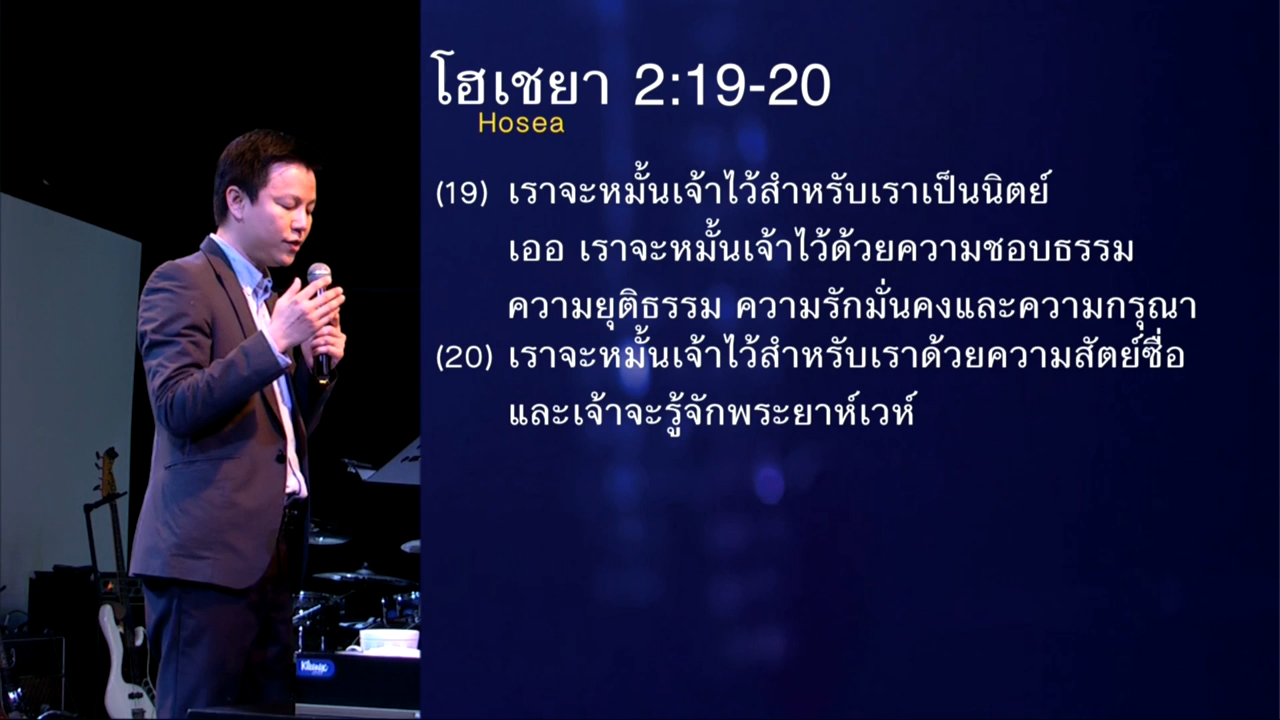 โฮเชยา 2:19-20
Hosea
(19) เราจะหมั้นเจ้าไว้สำหรับเราเป็นนิตย์
เออ เราจะหมั้นเจ้าไว้ด้วยความชอบธรรม
ความยุติธรรม ความรักมั่นคงและความกรุณา
(20) เราจะหมั้นเจ้าไว้สำหรับเราด้วยความสัตย์ซื่อ
และเจ้าจะรู้จักพระยาห์เวห์
Kleenex